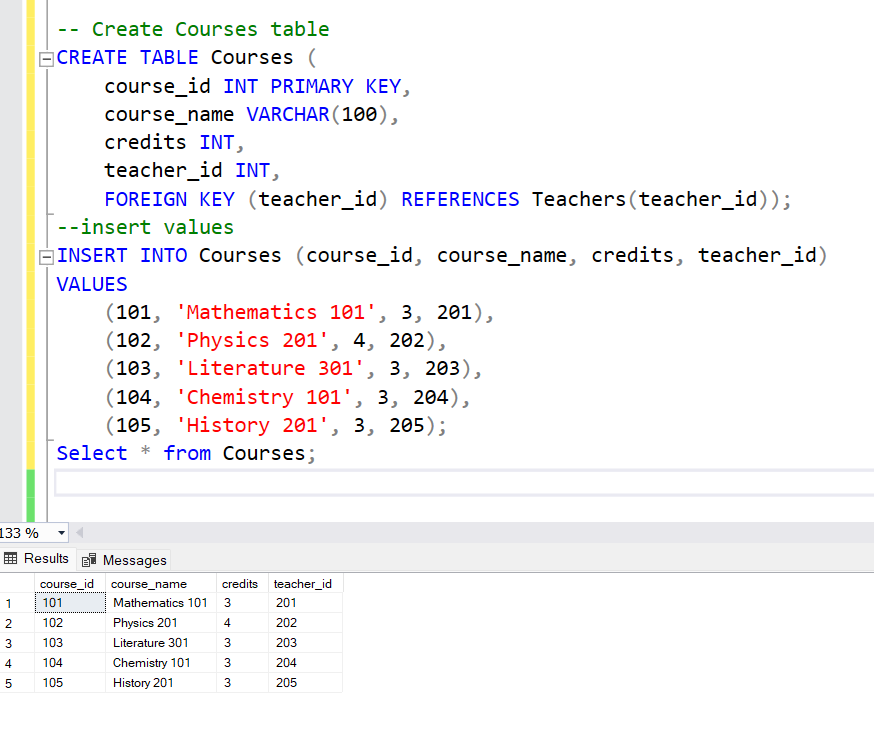 -- Create Courses table
CREATE TABLE Courses (
    course_id INT PRIMARY KEY,
    course_name VARCHAR(100),
    credits INT,
    teacher_id INT,
    FOREIGN KEY (teacher_id) REFERENCES Teachers(teacher_id));
--insert values
INSERT INTO Courses (course_id, course_name, credits, teacher_id)
VALUES
    (101, 'Mathematics 101', 3, 201),
    (102, 'Physics 201', 4, 202),
    (103, 'Literature 301', 3, 203),
    (104, 'Chemistry 101', 3, 204),
    (105, 'History 201', 3, 205);
Select * from Courses;
133 %
Results Messages
course_id course_name credits teacher_id
1 101 Mathematics 101 3 201
2 102 Physics 201 4 202
3 103 Literature 301 3 203
4 104 Chemistry 101 3 204
5 105 History 201 3 205